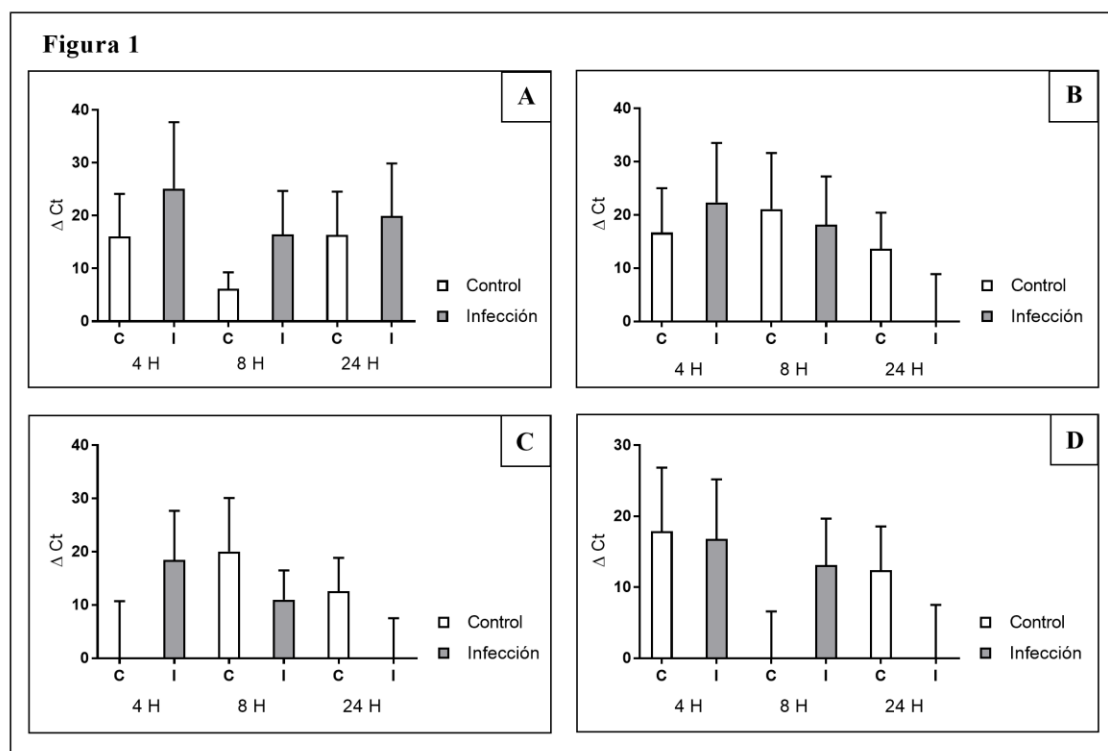 Figura 1
A
40
30
20
10
0
Δ Ct
C I C I C I
4 H 8 H 24 H
Control
Infección
B
40
30
20
10
0
Δ Ct
C I C I C I
4 H 8 H 24 H
Control
Infección
C
40
30
20
10
0
Δ Ct
C I C I C I
4 H 8 H 24 H
Control
Infección
D
30
20
10
0
Δ Ct
C I C I C I
4 H 8 H 24 H
Control
Infección